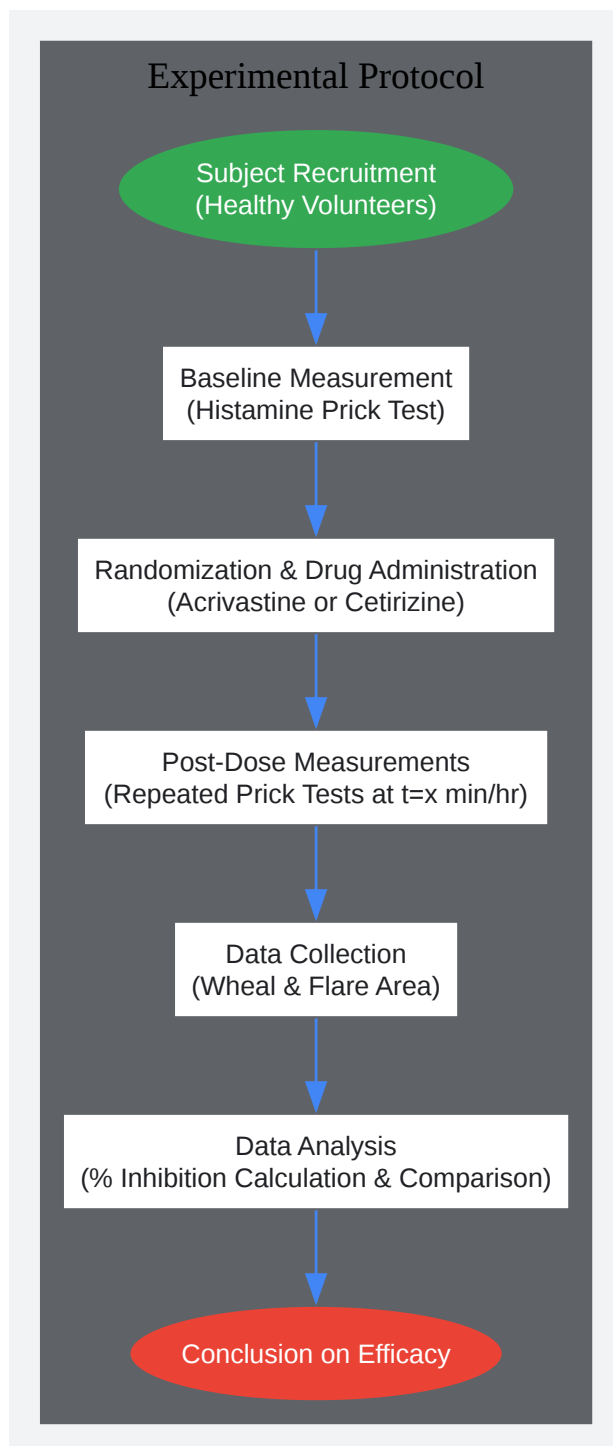 Experimental Protocol
Subject Recruitment
(Healthy Volunteers)
Baseline Measurement
(Histamine Prick Test)
Randomization & Drug Administration
(Acrivastine or Cetirizine)
Post-Dose Measurements
(Repeated Prick Tests at t=x min/hr)
Data Collection
(Wheal & Flare Area)
Data Analysis
(% Inhibition Calculation & Comparison)
Conclusion on Efficacy